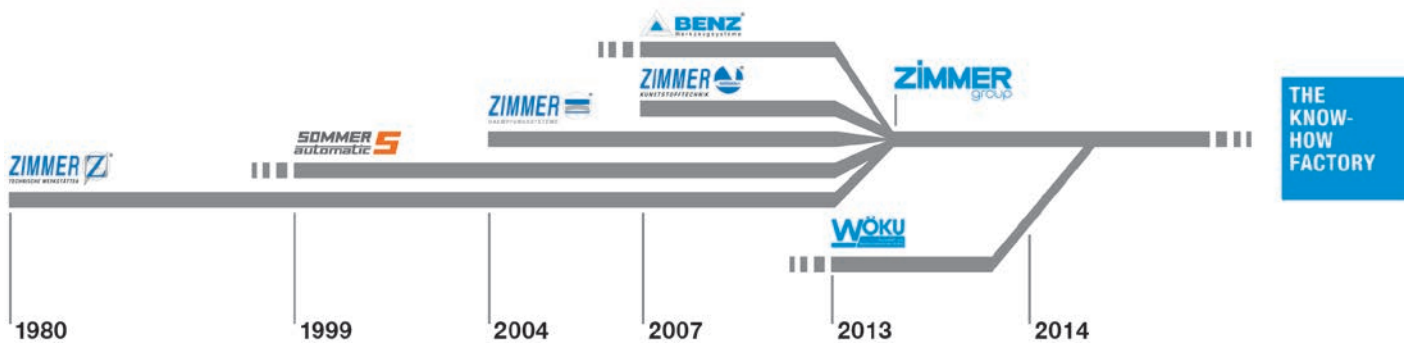 BENZ®
Werkzeugsysteme
ZIMMER®
KUNSTSTOFFTECHNIK
ZIMMER
group
ZIMMER®
DAEMPFUNGSSYSTEME
SOMMER
automatic S
ZIMMER Z®
TECHNISCHE WERKSTÄTTEN
WÖKU
THE
KNOW-
HOW
FACTORY
1980
1999
2004
2007
2013
2014